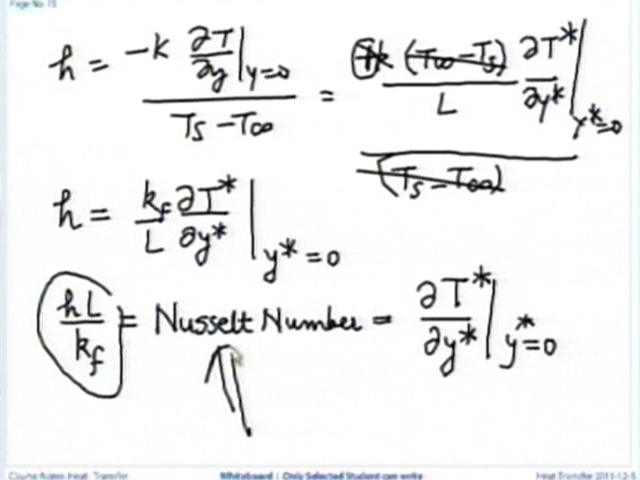 Page No 15
h = -k ∂T/∂y|y=0 / Ts - T∞ = (T∞ - Ts)/L ∂T*/∂y*|y*=0 / (Ts - T∞)
h = kf/L ∂T*/∂y*|y*=0
hL/kf = Nusselt Number = ∂T*/∂y*|y*=0
Course Name: Heat Transfer Whiteboard | Only Selected Student can write Heat Transfer 2011-12-S